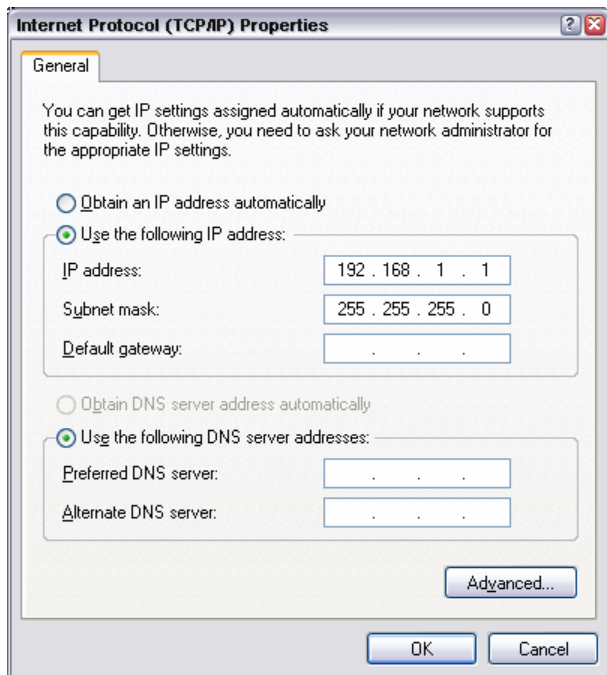 Internet Protocol (TCP/IP) Properties
General
You can get IP settings assigned automatically if your network supports
this capability. Otherwise, you need to ask your network administrator for
the appropriate IP settings.
Obtain an IP address automatically
Use the following IP address:
IP address: 192 . 168 . 1 . 1
Subnet mask: 255 . 255 . 255 . 0
Default gateway: . . .
Obtain DNS server address automatically
Use the following DNS server addresses:
Preferred DNS server: . . .
Alternate DNS server: . . .
Advanced...
OK Cancel